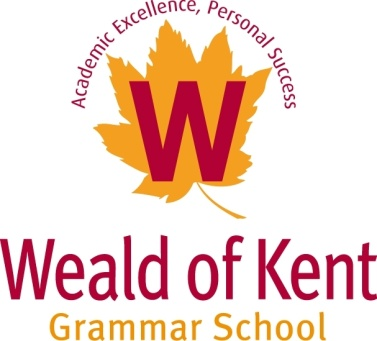 Academic Excellence, Personal Success
W
Weald of Kent
Grammar School